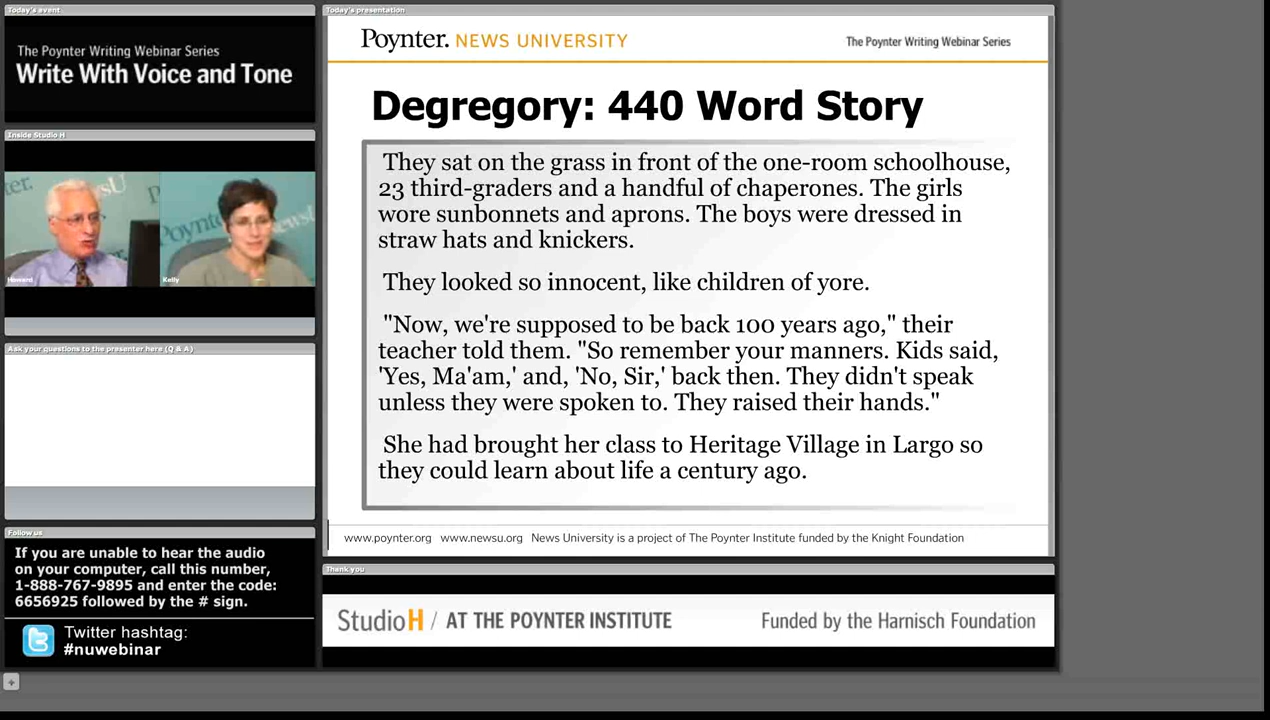 Today's event
The Poynter Writing Webinar Series
Write With Voice and Tone
Inside Studio H
Howard
Kelly
Ask your questions to the presenter here (Q & A)
Follow us
If you are unable to hear the audio
on your computer, call this number,
1-888-767-9895 and enter the code:
6656925 followed by the # sign.
Twitter hashtag:
#nuwebinar
Today's presentation
Poynter. NEWS UNIVERSITY
The Poynter Writing Webinar Series
Degregory: 440 Word Story
They sat on the grass in front of the one-room schoolhouse,
23 third-graders and a handful of chaperones. The girls
wore sunbonnets and aprons. The boys were dressed in
straw hats and knickers.
They looked so innocent, like children of yore.
"Now, we're supposed to be back 100 years ago," their
teacher told them. "So remember your manners. Kids said,
'Yes, Ma'am,' and, 'No, Sir,' back then. They didn't speak
unless they were spoken to. They raised their hands."
She had brought her class to Heritage Village in Largo so
they could learn about life a century ago.
www.poynter.org www.newsu.org News University is a project of The Poynter Institute funded by the Knight Foundation
Thank you
StudioH / AT THE POYNTER INSTITUTE
Funded by the Harnisch Foundation